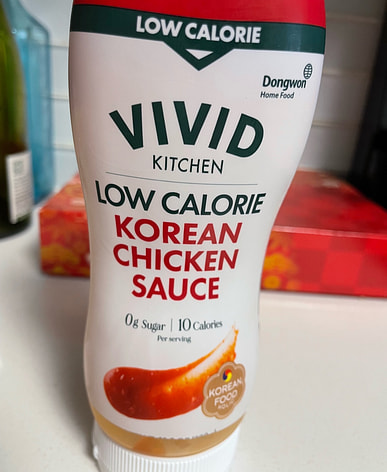 LOW CALORIE
Dongwon
Home Food
VIVID
KITCHEN
LOW CALORIE
KOREAN
CHICKEN
SAUCE
0g Sugar | 10 Calories
Per serving
KOREAN
FOOD